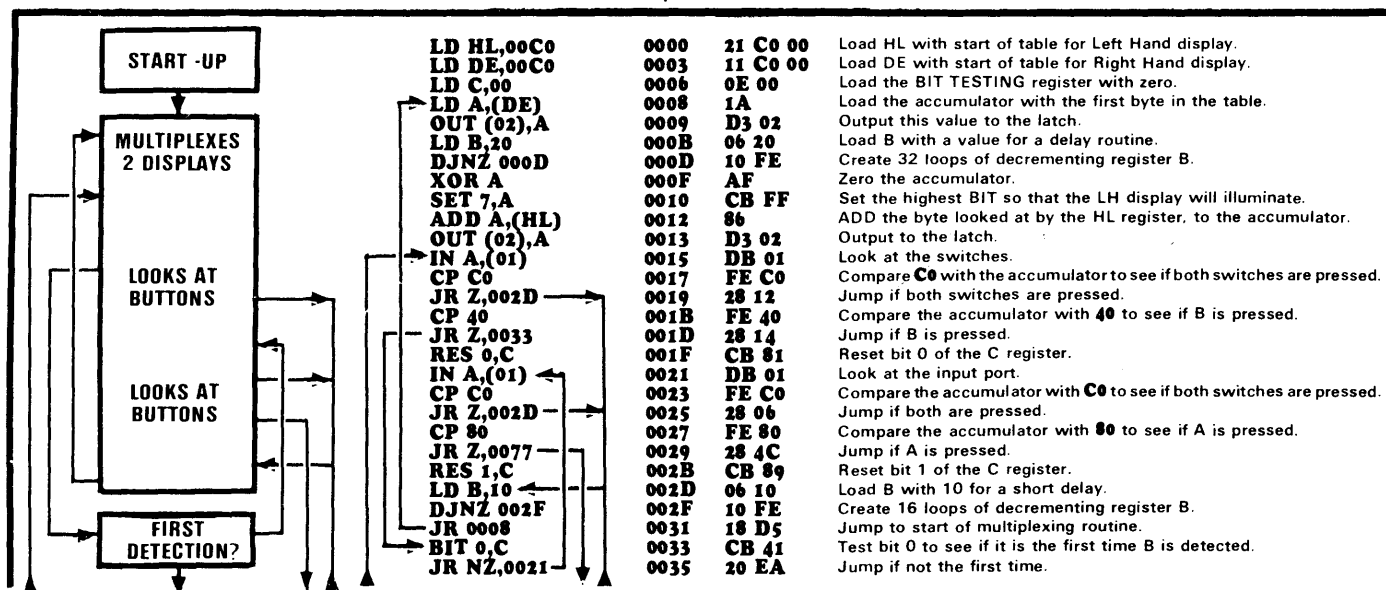 START -UP
MULTIPLEXES
2 DISPLAYS
LOOKS AT
BUTTONS
LOOKS AT
BUTTONS
FIRST
DETECTION?
LD HL,00C0 0000 21 C0 00 Load HL with start of table for Left Hand display.
LD DE,00C0 0003 11 C0 00 Load DE with start of table for Right Hand display.
LD C,00 0006 0E 00 Load the BIT TESTING register with zero.
LD A,(DE) 0008 1A Load the accumulator with the first byte in the table.
OUT (02),A 0009 D3 02 Output this value to the latch.
LD B,20 000B 06 20 Load B with a value for a delay routine.
DJNZ 000D 000D 10 FE Create 32 loops of decrementing register B.
XOR A 000F AF Zero the accumulator.
SET 7,A 0010 CB FF Set the highest BIT so that the LH display will illuminate.
ADD A,(HL) 0012 86 ADD the byte looked at by the HL register, to the accumulator.
OUT (02),A 0013 D3 02 Output to the latch.
IN A,(01) 0015 DB 01 Look at the switches.
CP C0 0017 FE C0 Compare C0 with the accumulator to see if both switches are pressed.
JR Z,002D 0019 28 12 Jump if both switches are pressed.
CP 40 001B FE 40 Compare the accumulator with 40 to see if B is pressed.
JR Z,0033 001D 28 14 Jump if B is pressed.
RES 0,C 001F CB 81 Reset bit 0 of the C register.
IN A,(01) 0021 DB 01 Look at the input port.
CP C0 0023 FE C0 Compare the accumulator with C0 to see if both switches are pressed.
JR Z,002D 0025 28 06 Jump if both are pressed.
CP 80 0027 FE 80 Compare the accumulator with 80 to see if A is pressed.
JR Z,0077 0029 28 4C Jump if A is pressed.
RES 1,C 002B CB 89 Reset bit 1 of the C register.
LD B,10 002D 06 10 Load B with 10 for a short delay.
DJNZ 002F 002F 10 FE Create 16 loops of decrementing register B.
JR 0008 0031 18 D5 Jump to start of multiplexing routine.
BIT 0,C 0033 CB 41 Test bit 0 to see if it is the first time B is detected.
JR NZ,0021 0035 20 EA Jump if not the first time.